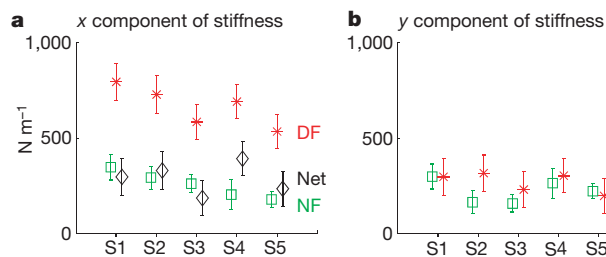 a x component of stiffness
1,000
500
0
N m⁻¹
DF
Net
NF
S1 S2 S3 S4 S5
b y component of stiffness
1,000
500
0
S1 S2 S3 S4 S5